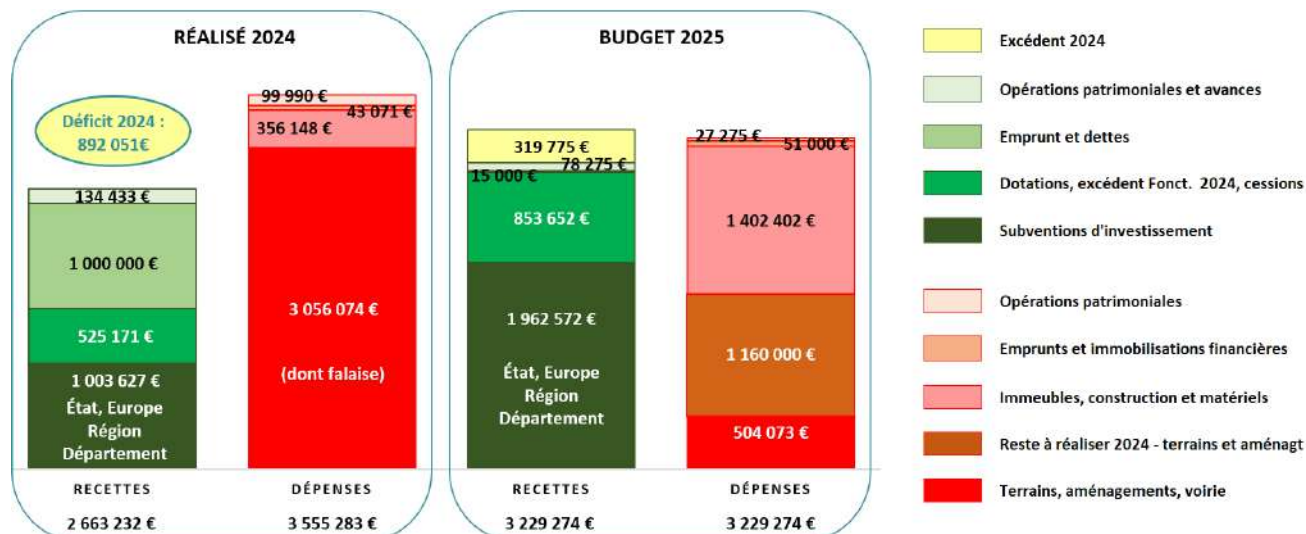 RÉALISÉ 2024
Déficit 2024 :
892 051€
134 433 €
1 000 000 €
525 171 €
1 003 627 €
État, Europe
Région
Département
99 990 €
43 071 €
356 148 €
3 056 074 €
(dont falaise)
RECETTES
DÉPENSES
2 663 232 €
3 555 283 €
BUDGET 2025
319 775 €
78 275 €
15 000 €
853 652 €
1 962 572 €
État, Europe
Région
Département
27 275 €
51 000 €
1 402 402 €
1 160 000 €
504 073 €
RECETTES
DÉPENSES
3 229 274 €
3 229 274 €
Excédent 2024
Opérations patrimoniales et avances
Emprunt et dettes
Dotations, excédent Fonct. 2024, cessions
Subventions d'investissement
Opérations patrimoniales
Emprunts et immobilisations financières
Immeubles, construction et matériels
Reste à réaliser 2024 - terrains et aménagt
Terrains, aménagements, voirie